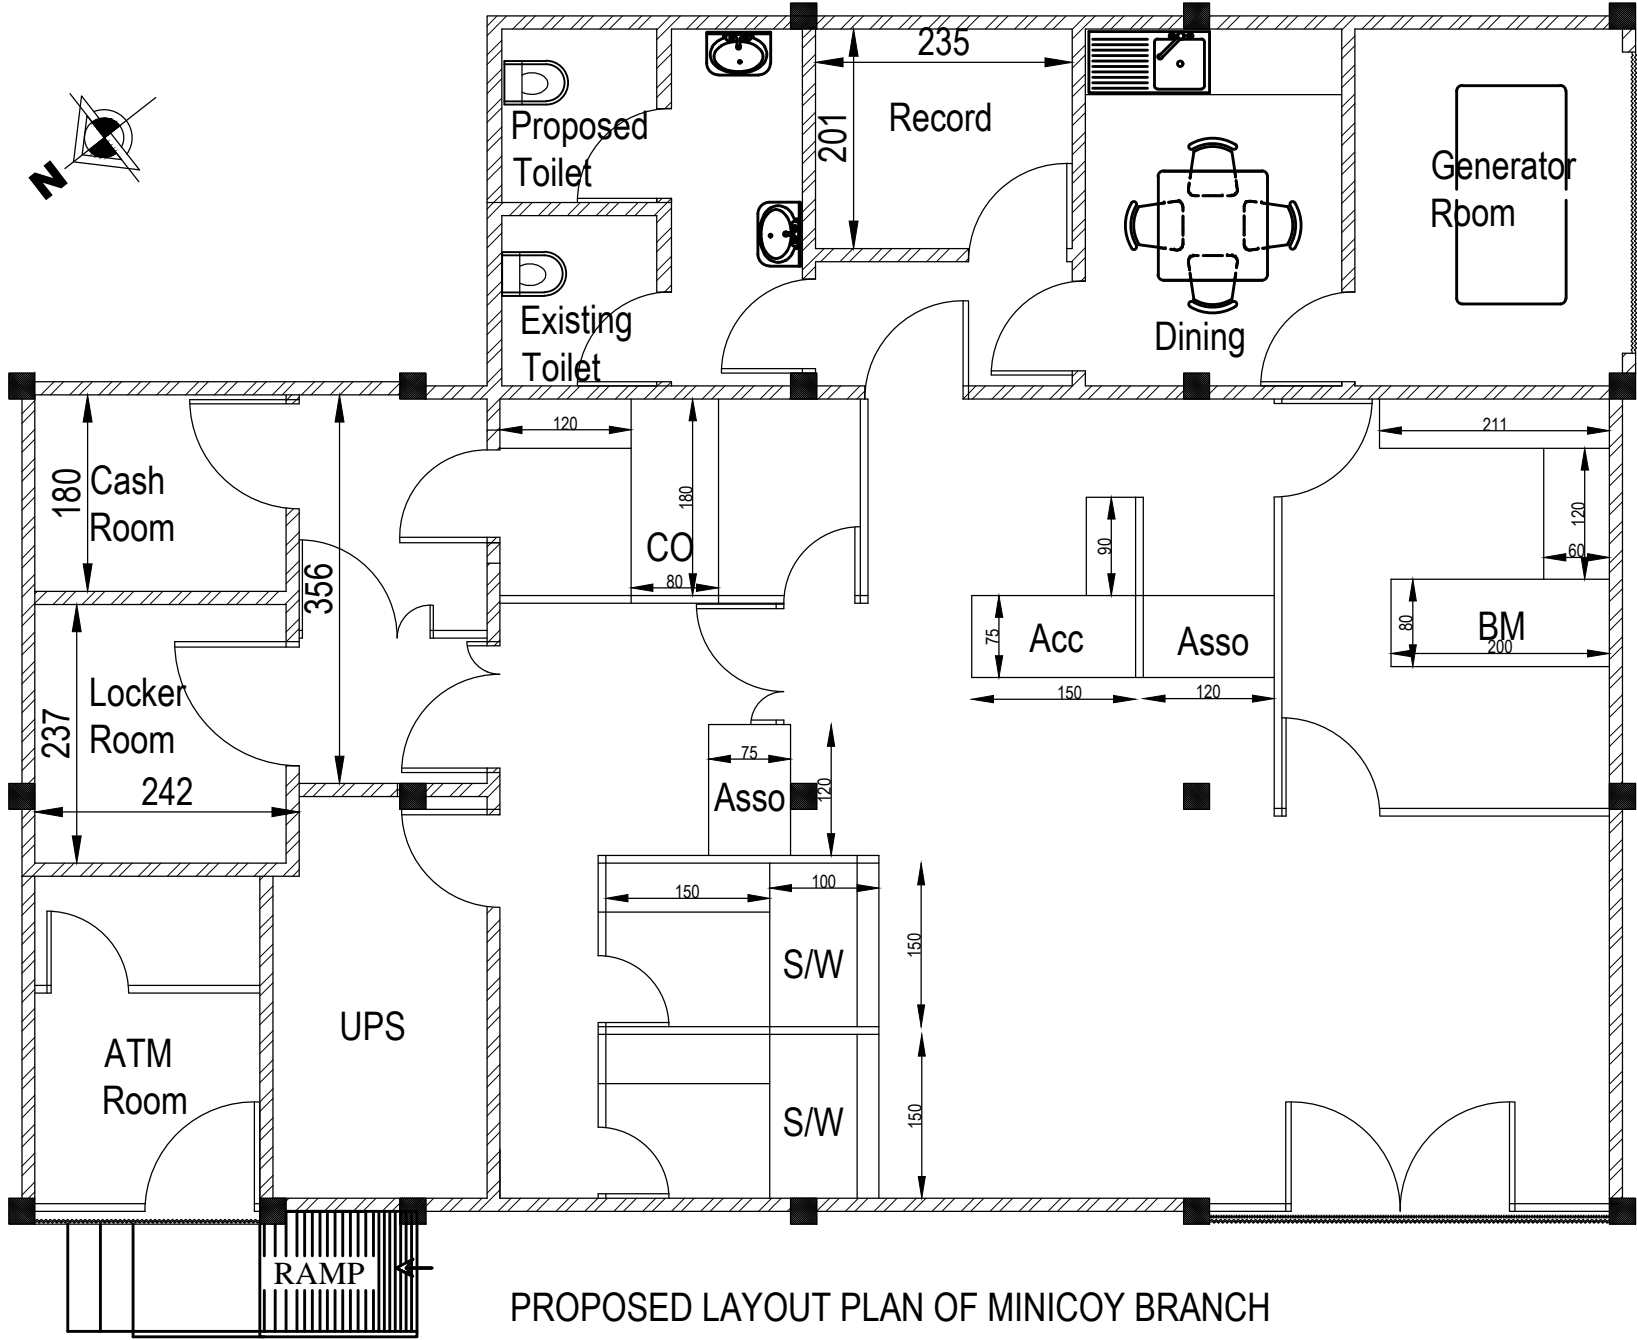 235
Record
201
Proposed
Toilet
Generator
Room
N
Existing
Toilet
Dining
120
211
180
Cash
Room
180
CO
80
356
90
120
60
75
Acc
Asso
80
BM
200
150
120
Locker
Room
237
242
75
Asso
120
150
100
S/W
150
UPS
ATM
Room
S/W
150
RAMP
PROPOSED LAYOUT PLAN OF MINICOY BRANCH